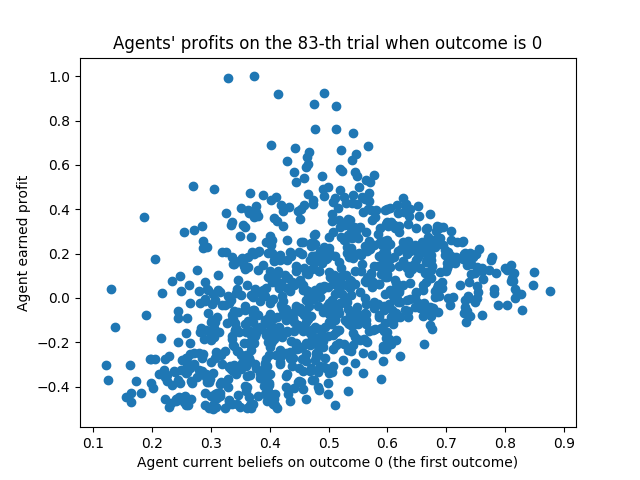 Agents' profits on the 83-th trial when outcome is 0
Agent earned profit
1.0
0.8
0.6
0.4
0.2
0.0
−0.2
−0.4
0.1 0.2 0.3 0.4 0.5 0.6 0.7 0.8 0.9
Agent current beliefs on outcome 0 (the first outcome)